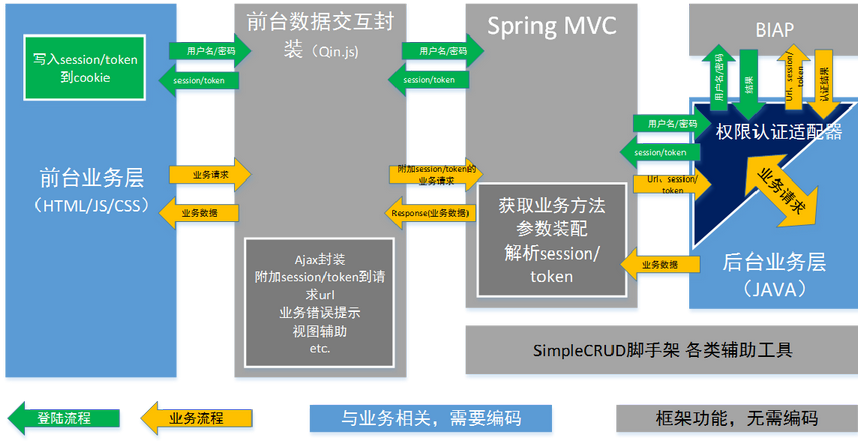 写入session/token
到cookie
前台业务层
（HTML/JS/CSS）
用户名/密码
session/token
业务请求
业务数据
前台数据交互封
装（Qin.js）
Ajax封装
附加session/token到请
求url
业务错误提示
视图辅助
etc.
用户名/密码
session/token
附加session/token的
业务请求
Response(业务数据)
Spring MVC
获取业务方法
参数装配
解析session/
token
用户名/密码
session/token
Url、session/
token
业务数据
BIAP
用户名/密码
结果
Url、session/
token
认证结果
权限认证适配器
业务请求
后台业务层
（JAVA）
SimpleCRUD脚手架 各类辅助工具
登陆流程
业务流程
与业务相关，需要编码
框架功能，无需编码